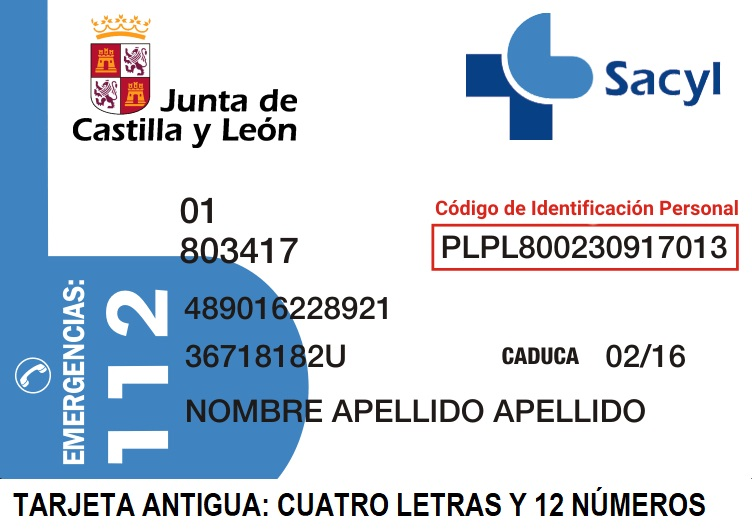 Junta de
Castilla y León
Sacyl
01
803417
Código de Identificación Personal
PLPL800230917013
489016228921
36718182U
CADUCA 02/16
NOMBRE APELLIDO APELLIDO
EMERGENCIAS:
112
TARJETA ANTIGUA: CUATRO LETRAS Y 12 NÚMEROS